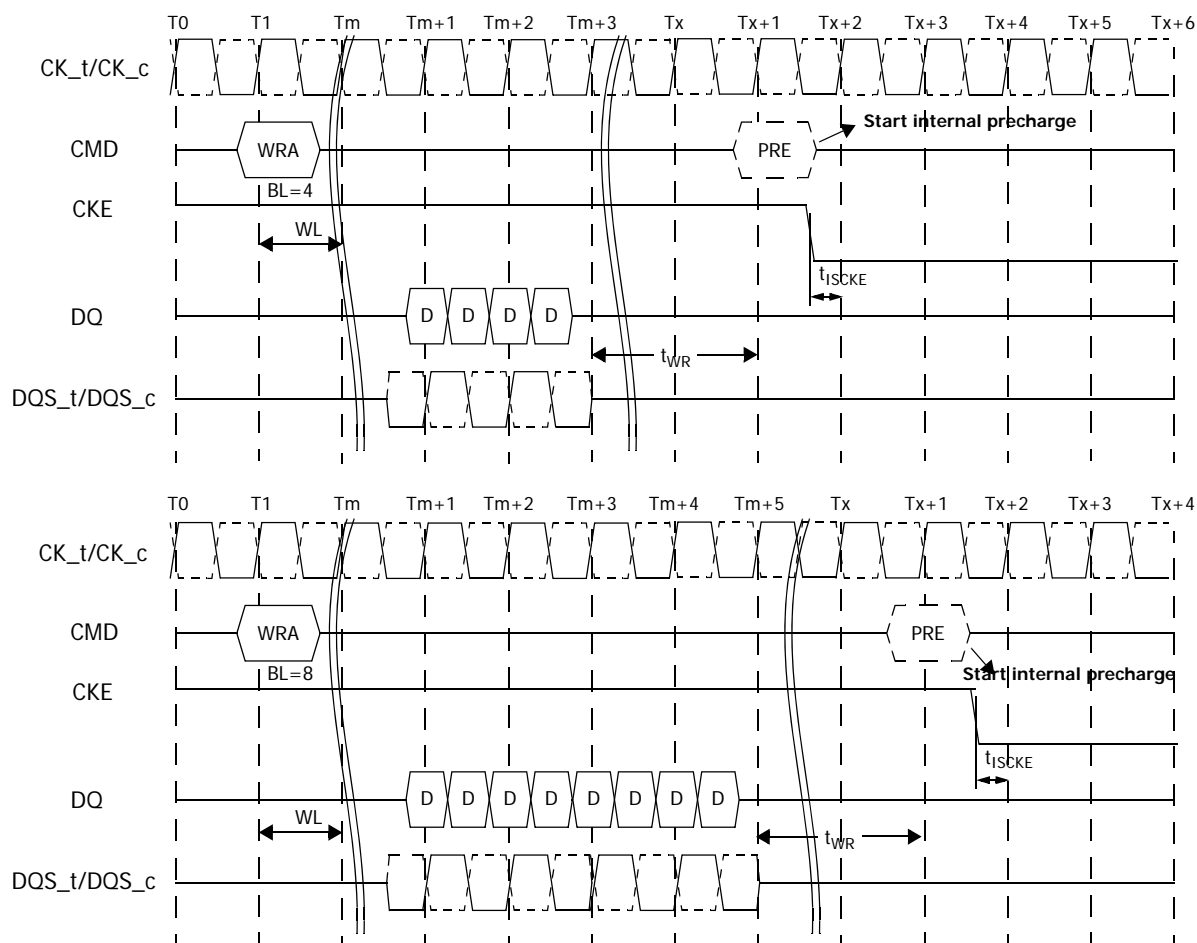 T0 T1 Tm Tm+1 Tm+2 Tm+3 Tx Tx+1 Tx+2 Tx+3 Tx+4 Tx+5 Tx+6
CK_t/CK_c
Start internal precharge
CMD WRA PRE
BL=4
CKE
WL
tISCKE
DQ D D D D
tWR
DQS_t/DQS_c
T0 T1 Tm Tm+1 Tm+2 Tm+3 Tm+4 Tm+5 Tx Tx+1 Tx+2 Tx+3 Tx+4
CK_t/CK_c
CMD WRA PRE
BL=8
Start internal precharge
CKE
tISCKE
DQ D D D D D D D D
WL
tWR
DQS_t/DQS_c